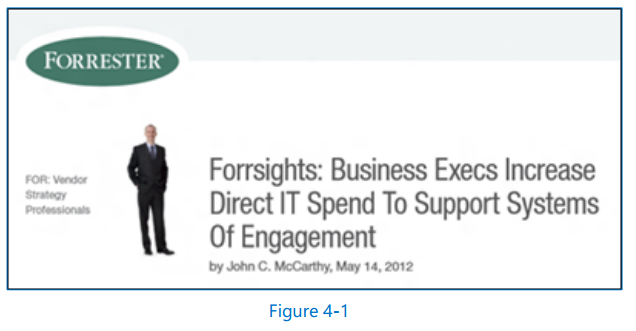 FORRESTER®
FOR: Vendor
Strategy
Professionals
Forrsights: Business Execs Increase
Direct IT Spend To Support Systems
Of Engagement
by John C. McCarthy, May 14, 2012
Figure 4-1